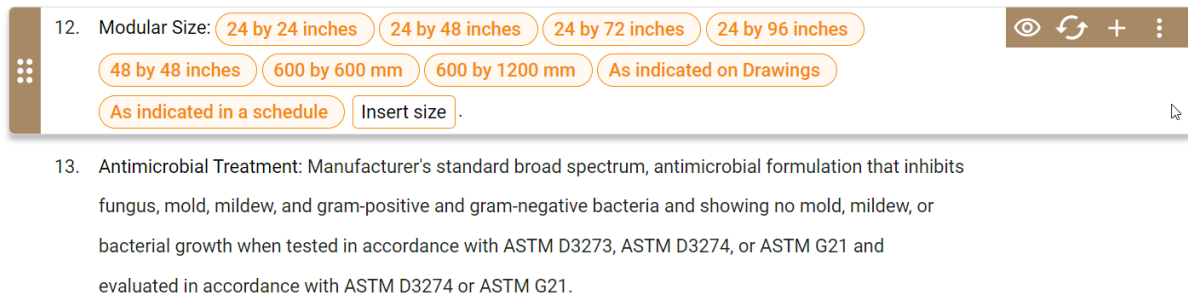 12. Modular Size: 24 by 24 inches 24 by 48 inches 24 by 72 inches 24 by 96 inches
48 by 48 inches 600 by 600 mm 600 by 1200 mm As indicated on Drawings
As indicated in a schedule Insert size .
13. Antimicrobial Treatment: Manufacturer's standard broad spectrum, antimicrobial formulation that inhibits
fungus, mold, mildew, and gram-positive and gram-negative bacteria and showing no mold, mildew, or
bacterial growth when tested in accordance with ASTM D3273, ASTM D3274, or ASTM G21 and
evaluated in accordance with ASTM D3274 or ASTM G21.